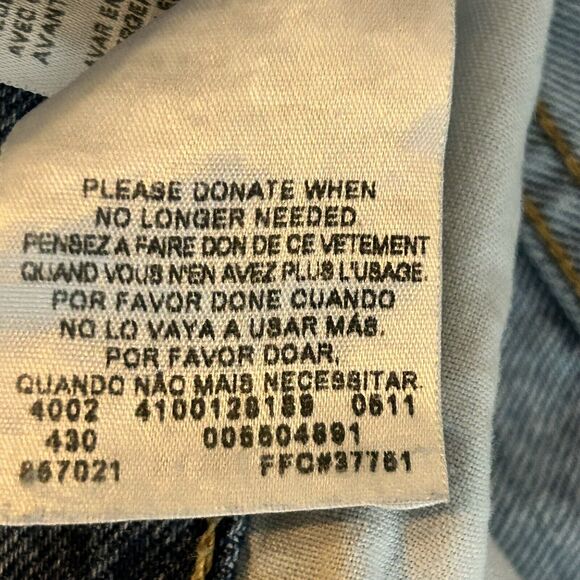 PLEASE DONATE WHEN
NO LONGER NEEDED
PENSEZ A FAIRE DON DE CE VETEMENT
QUAND VOUS N'EN AVEZ PLUS L'USAGE.
POR FAVOR DONE CUANDO
NO LO VAYA A USAR MÁS.
POR FAVOR DOAR,
QUANDO NÃO MAIS NECESSITAR.
4002 4100128189 0511
430 005504691
867021 FFC#37751